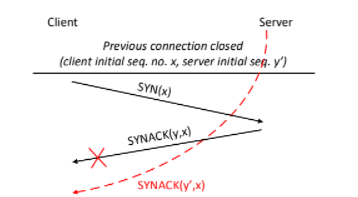 Client
Server
Previous connection closed
(client initial seq. no. x, server initial seq. y’)
SYN(x)
SYNACK(y,x)
SYNACK(y’,x)